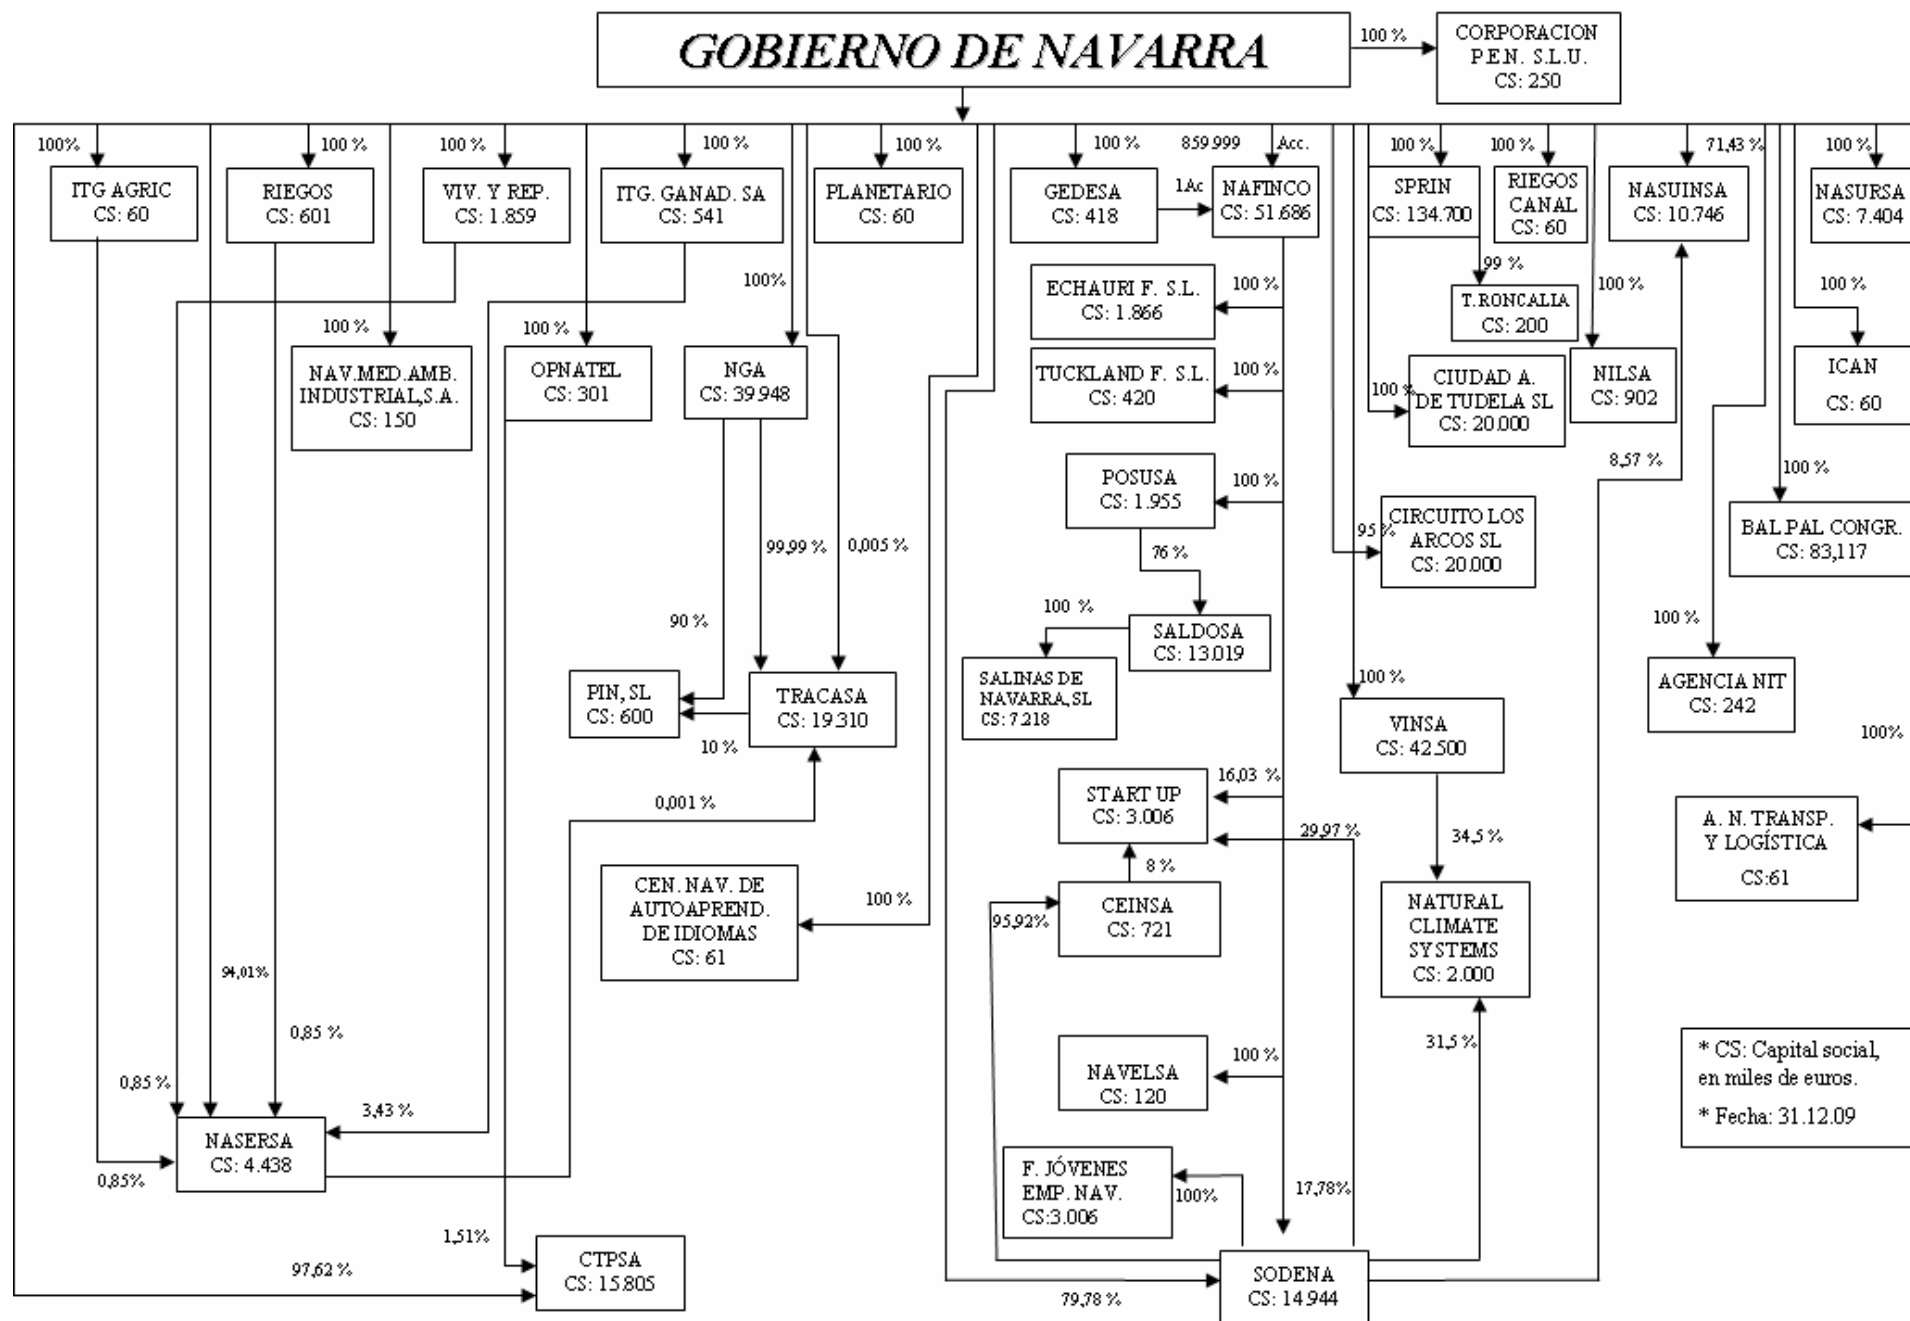 GOBIERNO DE NAVARRA
100 %
CORPORACION
P.E.N. S.L.U.
CS: 250
100%
ITG AGRIC
CS: 60
100 %
RIEGOS
CS: 601
100 %
VIV. Y REP.
CS: 1.859
100 %
ITG. GANAD. SA
CS: 541
100 %
PLANETARIO
CS: 60
100 %
GEDESA
CS: 418
1Ac
859.999 Acc.
NAFINCO
CS: 51.686
100 %
SPRIN
CS: 134.700
100 %
RIEGOS
CANAL
CS: 60
71,43 %
NASUINSA
CS: 10.746
100 %
NASURSA
CS: 7.404
100 %
NAV.MED.AMB.
INDUSTRIAL,S.A.
CS: 150
100 %
OPNATEL
CS: 301
100%
NGA
CS: 39.948
ECHAURI F. S.L.
CS: 1.866
100 %
TUCKLAND F. S.L.
CS: 420
100 %
99 %
T.RONCALIA
CS: 200
100 %
CIUDAD A.
DE TUDELA SL
CS: 20.000
100 %
NILSA
CS: 902
100 %
ICAN
CS: 60
8,57 %
POSUSA
CS: 1.955
100 %
95 %
CIRCUITO LOS
ARCOS SL
CS: 20.000
100 %
BAL.PAL CONGR.
CS: 83,117
99,99 %
0,005 %
76 %
90 %
100 %
SALDOSA
CS: 13.019
SALINAS DE
NAVARRA, SL
CS: 7.218
100 %
AGENCIA NIT
CS: 242
PIN, SL
CS: 600
TRACASA
CS: 19.310
10 %
100 %
VINSA
CS: 42.500
100%
0,001 %
START UP
CS: 3.006
16,03 %
29,97 %
8 %
34,5 %
A. N. TRANSP.
Y LOGÍSTICA
CS:61
CEN. NAV. DE
AUTOAPREND.
DE IDIOMAS
CS: 61
100 %
95,92%
CEINSA
CS: 721
NATURAL
CLIMATE
SYSTEMS
CS: 2.000
94,01%
0,85 %
31,5 %
NAVELSA
CS: 120
100 %
* CS: Capital social,
en miles de euros.
* Fecha: 31.12.09
0,85 %
3,43 %
NASERSA
CS: 4.438
0,85%
F. JÓVENES
EMP. NAV.
CS:3.006
100%
17,78%
1,51%
97,62 %
CTPSA
CS: 15.805
79,78 %
SODENA
CS: 14.944